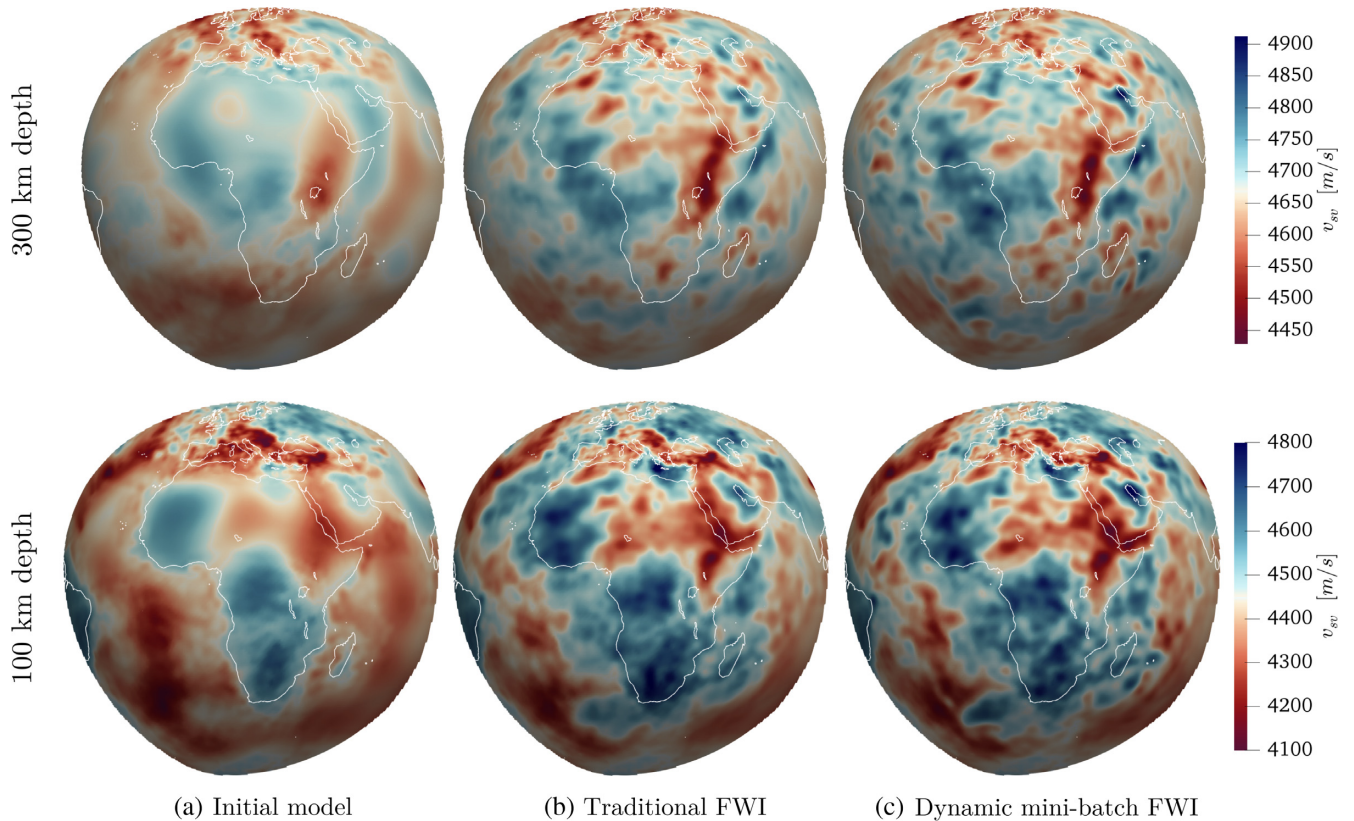 300 km depth
4900
4850
4800
4750
4700
4650
4600
4550
4500
4450
v_sv [m/s]
100 km depth
4800
4700
4600
4500
4400
4300
4200
4100
v_sv [m/s]
(a) Initial model
(b) Traditional FWI
(c) Dynamic mini-batch FWI